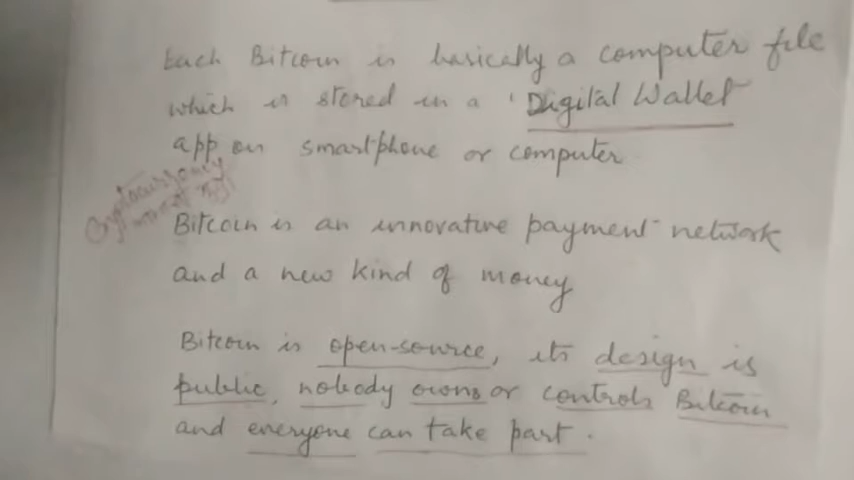 Each Bitcoin is basically a computer file
which is stored in a 'Digital Wallet'
app on smartphone or computer
Cryptocurrency
Bitcoin is an innovative payment network
and a new kind of money
Bitcoin is open-source, its design is
public, nobody owns or controls Bitcoin
and everyone can take part.